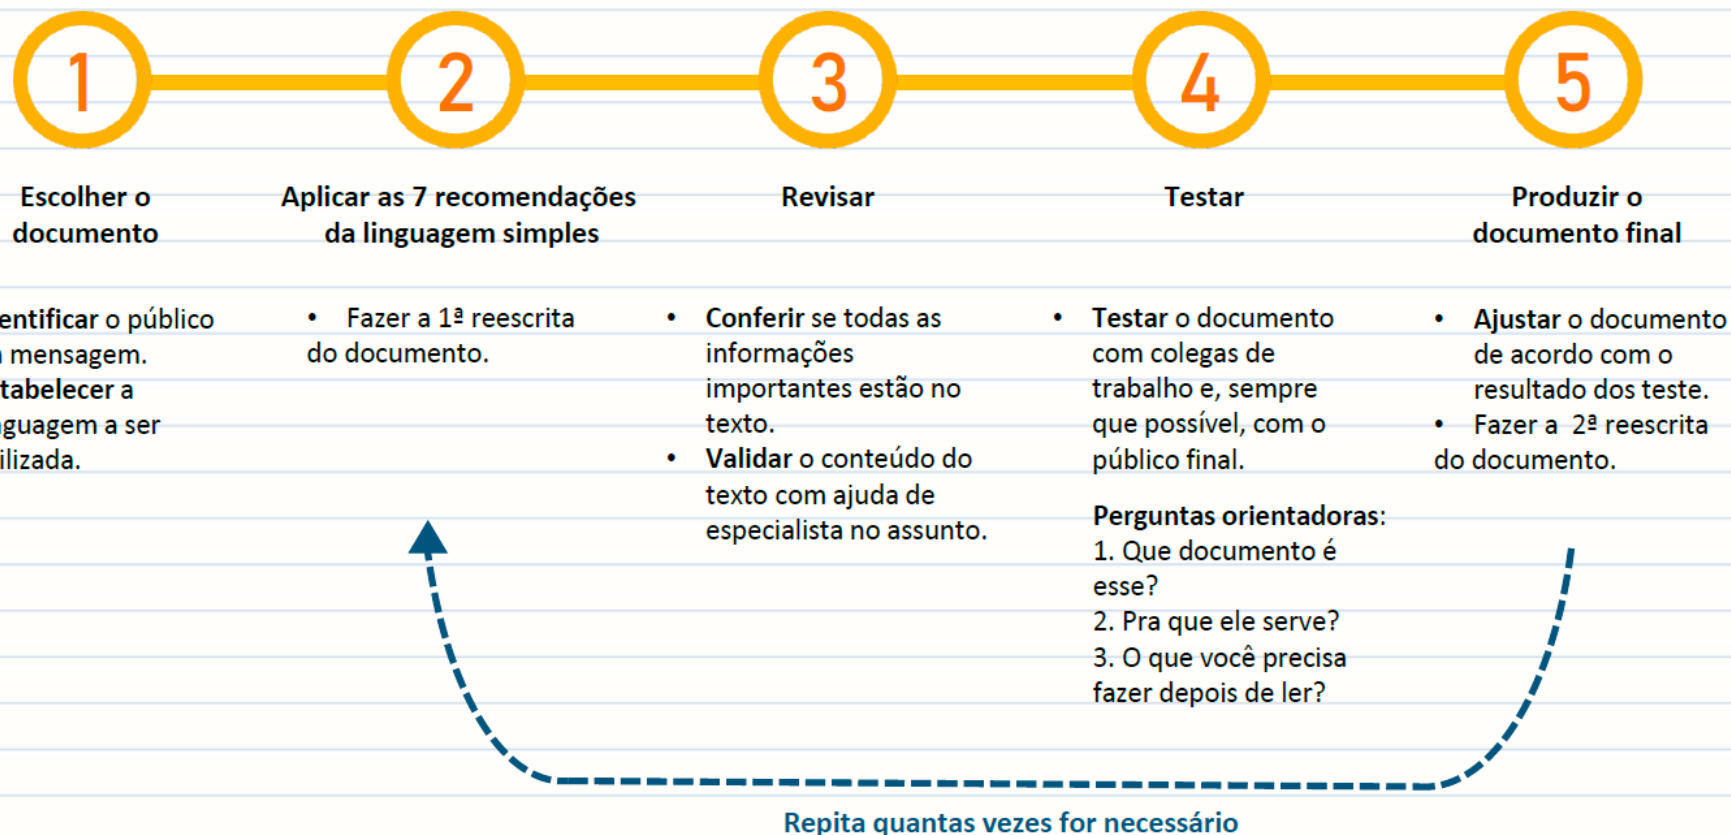 1
2
3
4
5
Escolher o
documento
entificar o público
mensagem.
tabelecer a
guagem a ser
ilizada.
Aplicar as 7 recomendações
da linguagem simples
• Fazer a 1ª reescrita
do documento.
Revisar
• Conferir se todas as
informações
importantes estão no
texto.
• Validar o conteúdo do
texto com ajuda de
especialista no assunto.
Testar
• Testar o documento
com colegas de
trabalho e, sempre
que possível, com o
público final.
Perguntas orientadoras:
1. Que documento é
esse?
2. Pra que ele serve?
3. O que você precisa
fazer depois de ler?
Produzir o
documento final
• Ajustar o documento
de acordo com o
resultado dos teste.
• Fazer a 2ª reescrita
do documento.
Repita quantas vezes for necessário